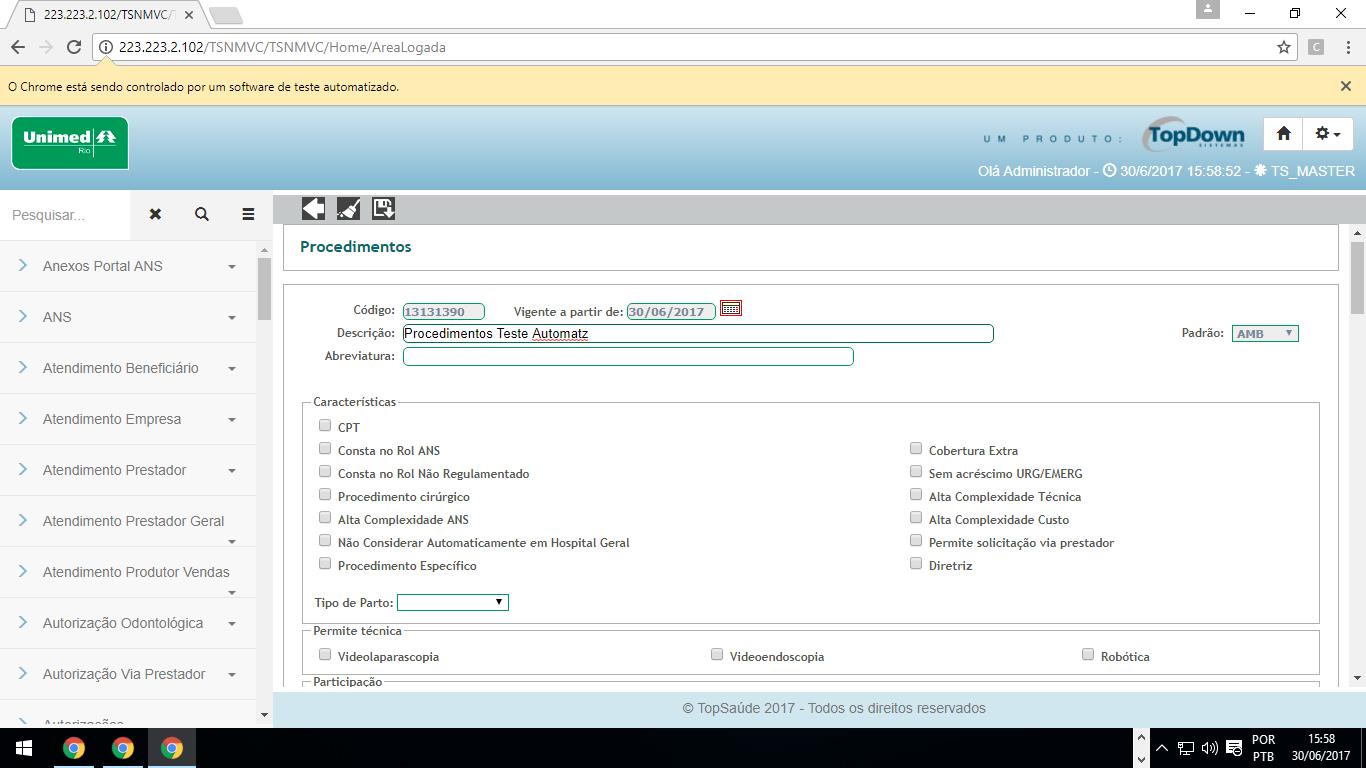 223.223.2.102/TSNMVC/T
223.223.2.102/TSNMVC/TSNMVC/Home/AreaLogada
C
O Chrome está sendo controlado por um software de teste automatizado.
Unimed
Rio
UM PRODUTO:
TopDown
SISTEMAS
Olá Administrador - 30/6/2017 15:58:52 - TS_MASTER
Pesquisar...
Anexos Portal ANS
ANS
Atendimento Beneficiário
Atendimento Empresa
Atendimento Prestador
Atendimento Prestador Geral
Atendimento Produtor Vendas
Autorização Odontológica
Autorização Via Prestador
Autorizações
Procedimentos
Código: 13131390 Vigente a partir de: 30/06/2017
Descrição: Procedimentos Teste Automatz Padrão: AMB
Abreviatura:
Características
CPT
Consta no Rol ANS Cobertura Extra
Consta no Rol Não Regulamentado Sem acréscimo URG/EMERG
Procedimento cirúrgico Alta Complexidade Técnica
Alta Complexidade ANS Alta Complexidade Custo
Não Considerar Automaticamente em Hospital Geral Permite solicitação via prestador
Procedimento Específico Diretriz
Tipo de Parto:
Permite técnica
Videolaparascopia Videoendoscopia Robótica
Participação
© TopSaúde 2017 - Todos os direitos reservados
POR 15:58
PTB 30/06/2017